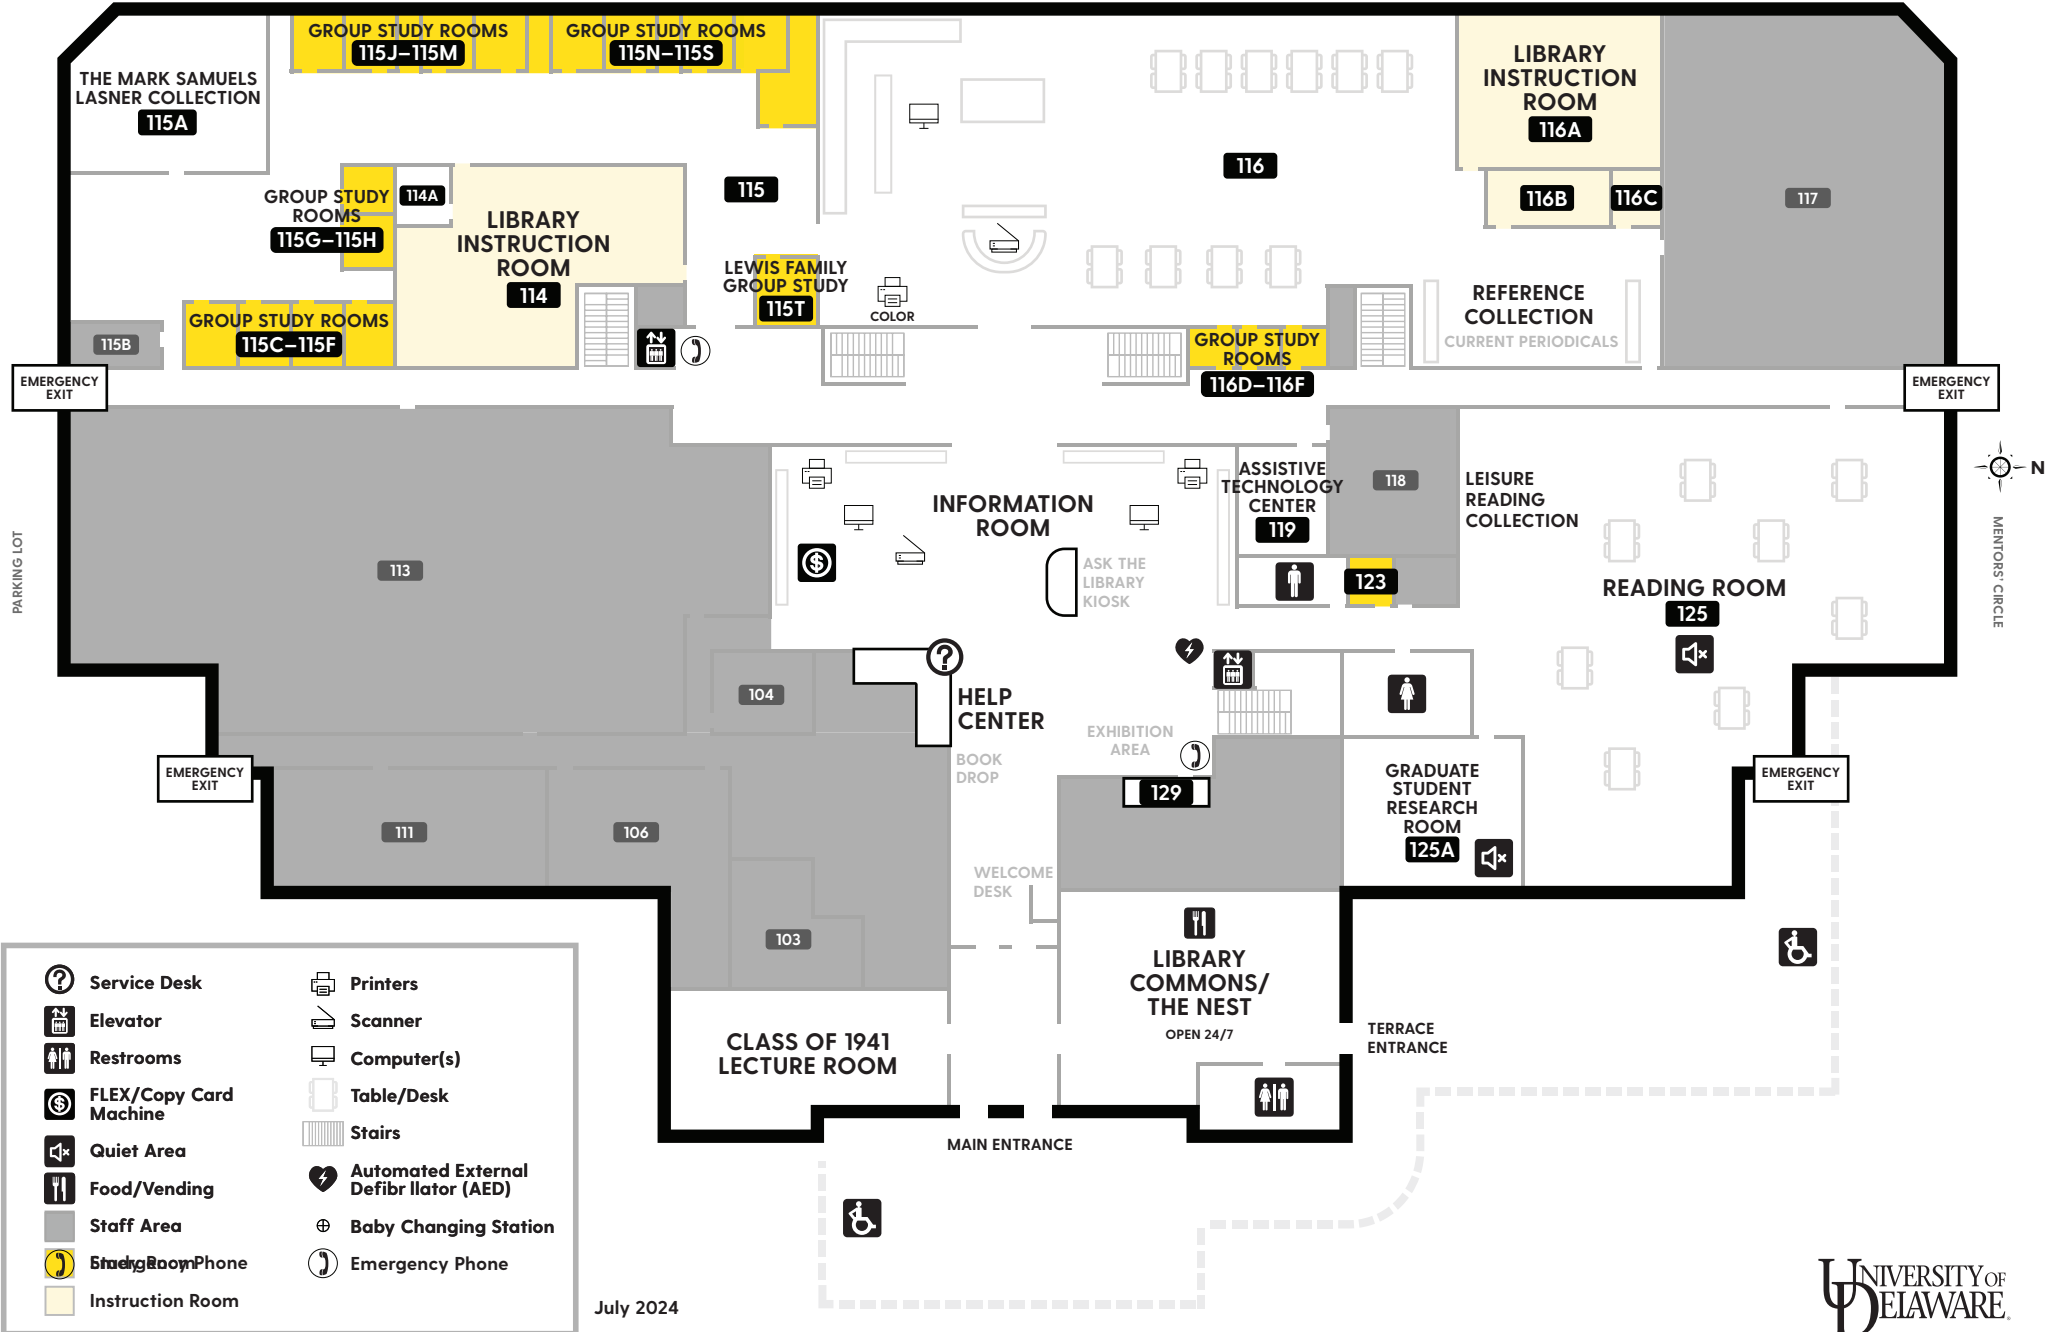 GROUP STUDY ROOMS
115J–115M
GROUP STUDY ROOMS
115N–115S
THE MARK SAMUELS
LASNER COLLECTION
115A
LIBRARY
INSTRUCTION
ROOM
116A
116
115
GROUP STUDY
ROOMS
115G–115H
114A
LIBRARY
INSTRUCTION
ROOM
114
116B
116C
117
LEWIS FAMILY
GROUP STUDY
115T
COLOR
REFERENCE
COLLECTION
CURRENT PERIODICALS
115B
GROUP STUDY ROOMS
115C–115F
GROUP STUDY
ROOMS
116D–116F
EMERGENCY
EXIT
EMERGENCY
EXIT
N
PARKING LOT
MENTORS' CIRCLE
113
INFORMATION
ROOM
ASK THE
LIBRARY
KIOSK
ASSISTIVE
TECHNOLOGY
CENTER
119
118
LEISURE
READING
COLLECTION
123
READING ROOM
125
104
HELP
CENTER
EXHIBITION
AREA
BOOK
DROP
129
EMERGENCY
EXIT
EMERGENCY
EXIT
111
106
GRADUATE
STUDENT
RESEARCH
ROOM
125A
WELCOME
DESK
103
LIBRARY
COMMONS/
THE NEST
OPEN 24/7
CLASS OF 1941
LECTURE ROOM
TERRACE
ENTRANCE
MAIN ENTRANCE
Service Desk
Elevator
Restrooms
FLEX/Copy Card
Machine
Quiet Area
Food/Vending
Staff Area
Study Room
Emergency Phone
Instruction Room
Printers
Scanner
Computer(s)
Table/Desk
Stairs
Automated External
Defibr llator (AED)
Baby Changing Station
Emergency Phone
July 2024
UNIVERSITY OF
DELAWARE.